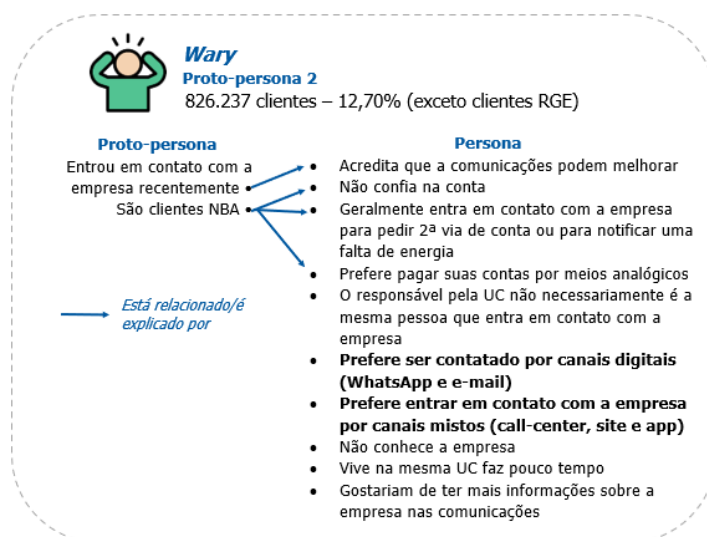 Wary
Proto-persona 2
826.237 clientes – 12,70% (exceto clientes RGE)
Proto-persona
Entrou em contato com a
empresa recentemente •
São clientes NBA •
Está relacionado/é
explicado por
Persona
• Acredita que a comunicações podem melhorar
• Não confia na conta
• Geralmente entra em contato com a empresa
para pedir 2ª via de conta ou para notificar uma
falta de energia
• Prefere pagar suas contas por meios analógicos
• O responsável pela UC não necessariamente é a
mesma pessoa que entra em contato com a
empresa
• Prefere ser contatado por canais digitais
(WhatsApp e e-mail)
• Prefere entrar em contato com a empresa
por canais mistos (call-center, site e app)
• Não conhece a empresa
• Vive na mesma UC faz pouco tempo
• Gostariam de ter mais informações sobre a
empresa nas comunicações